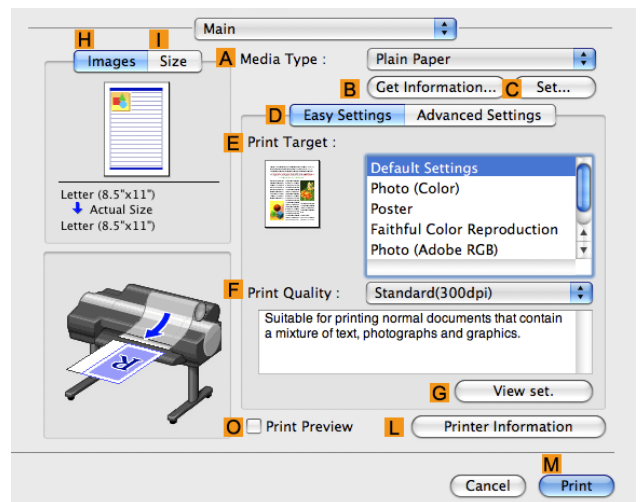 Main
H
I
Images
Size
A
Media Type :
Plain Paper
B
Get Information...
C
Set...
D
Easy Settings
Advanced Settings
E
Print Target :
Default Settings
Photo (Color)
Poster
Faithful Color Reproduction
Photo (Adobe RGB)
Letter (8.5"x11")
Actual Size
Letter (8.5"x11")
F
Print Quality :
Standard(300dpi)
Suitable for printing normal documents that contain
a mixture of text, photographs and graphics.
R
G
View set.
O
Print Preview
L
Printer Information
M
Cancel
Print